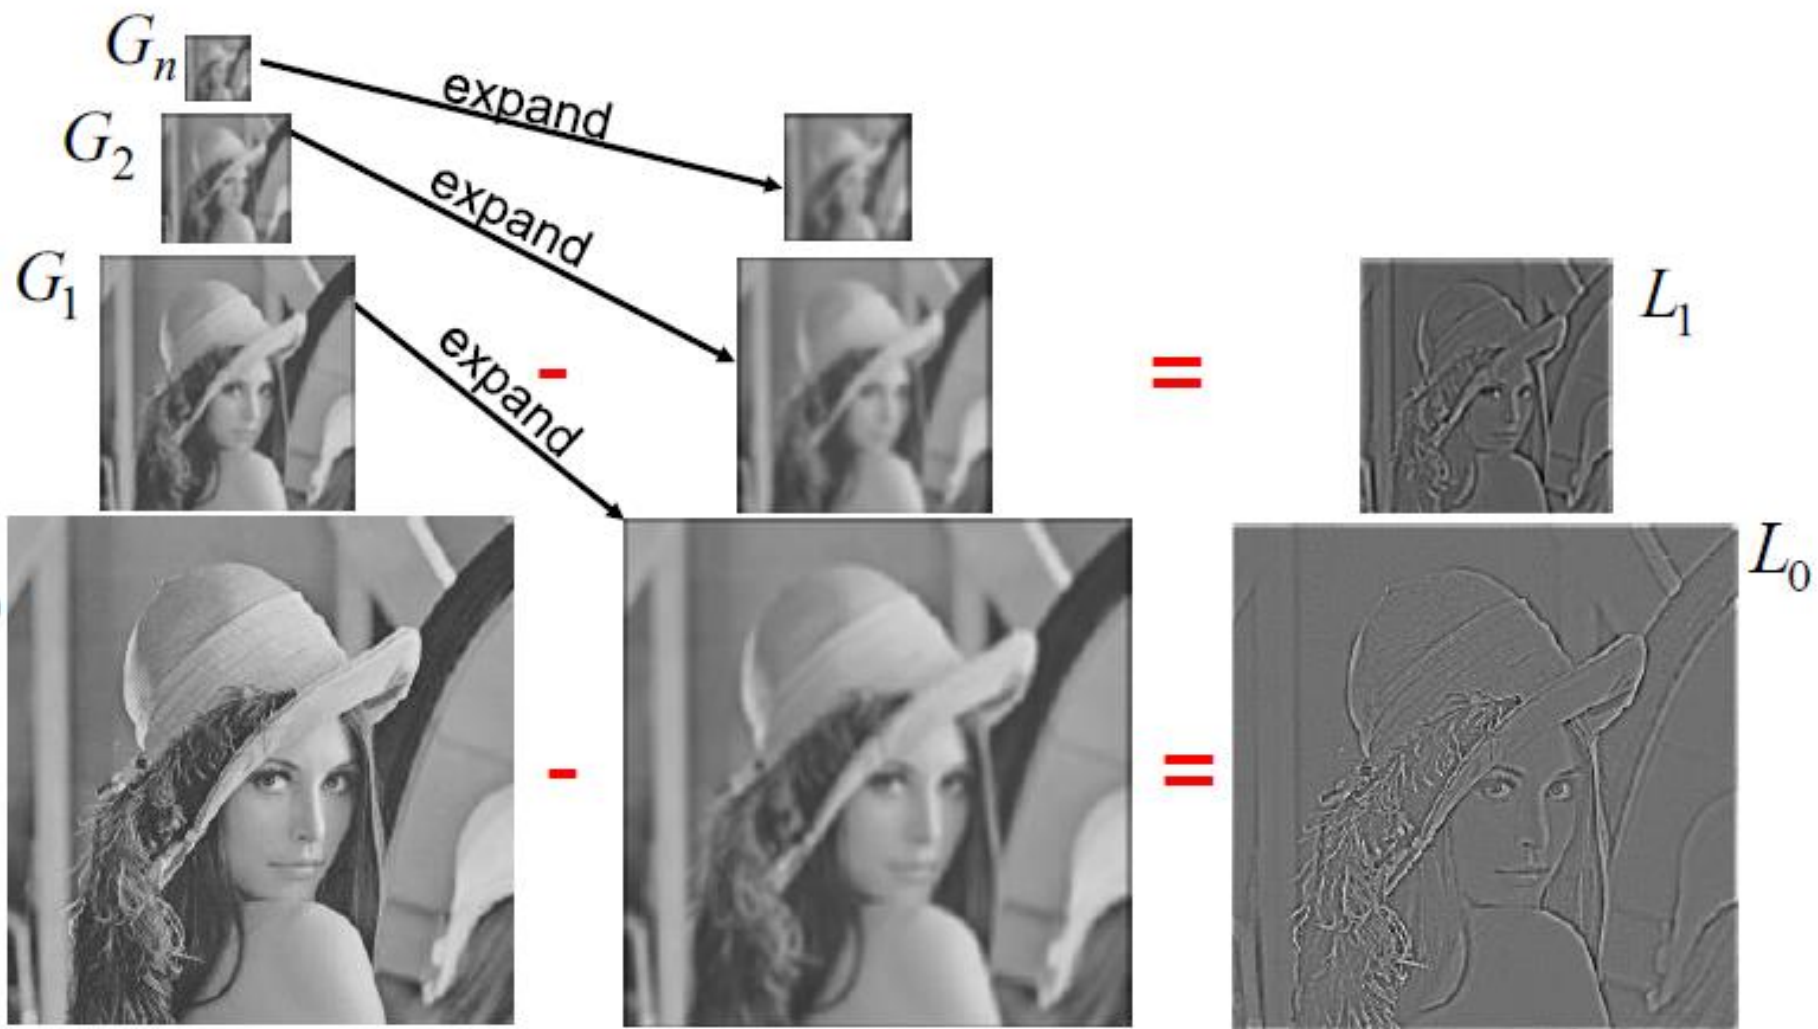 Gn
expand
G2
expand
G1
expand
-
=
L1
-
=
L0